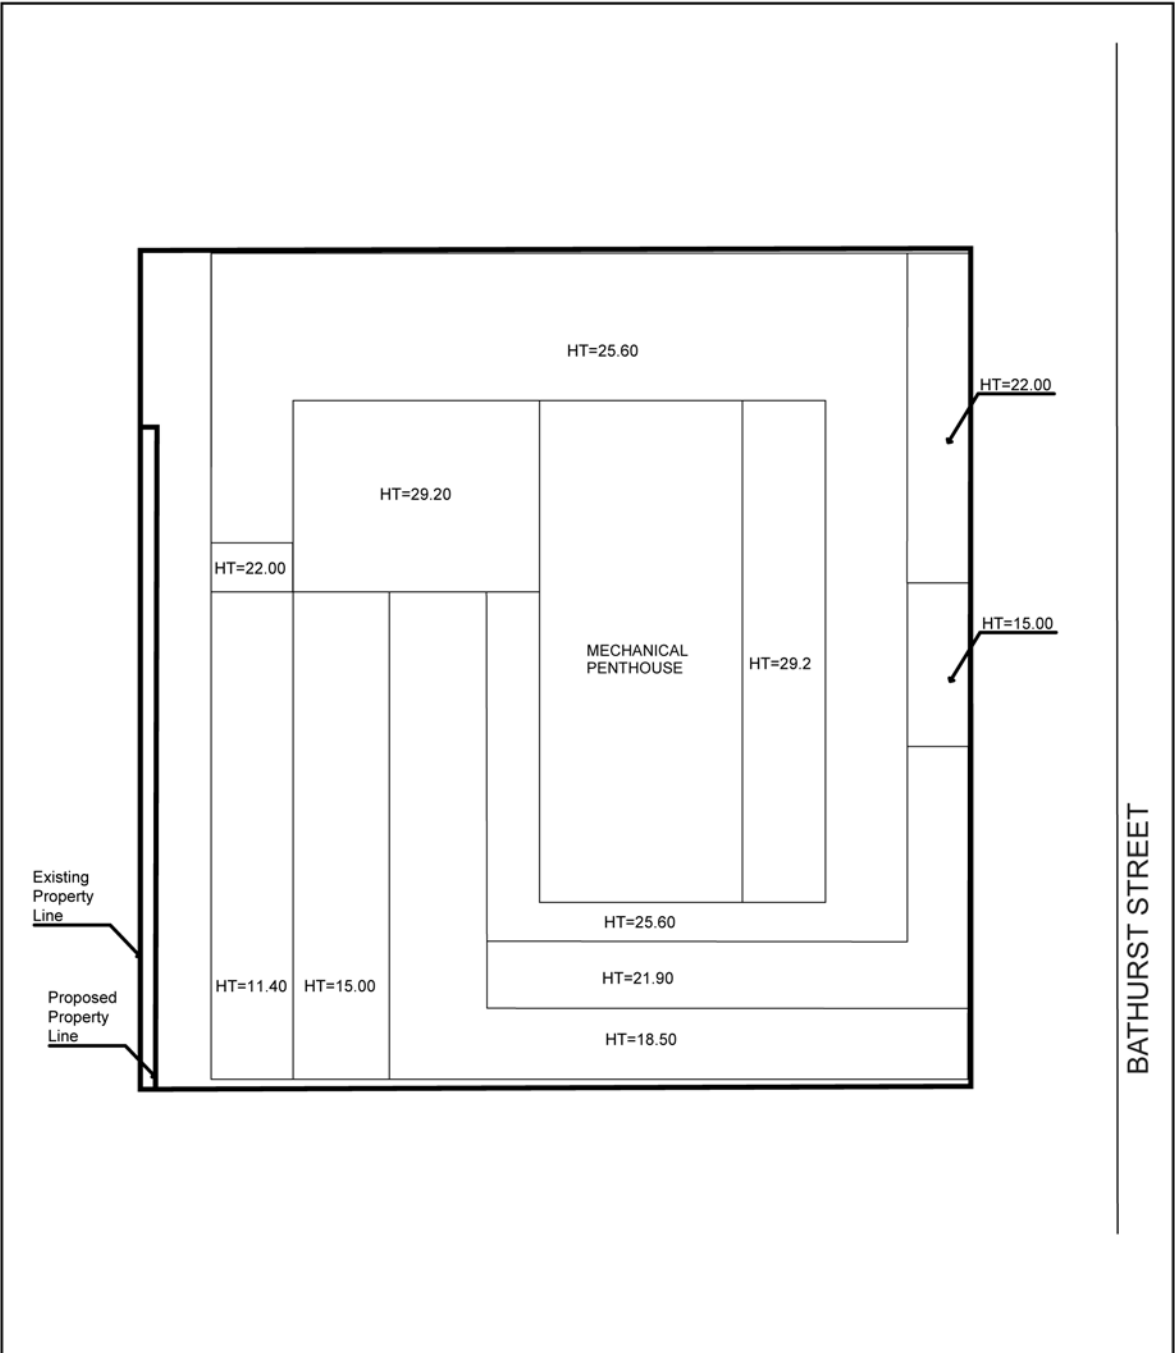 HT=25.60
HT=22.00
HT=29.20
HT=22.00
HT=15.00
MECHANICAL
PENTHOUSE
HT=29.2
Existing
Property
Line
HT=25.60
HT=11.40
HT=15.00
HT=21.90
Proposed
Property
Line
HT=18.50
BATHURST STREET